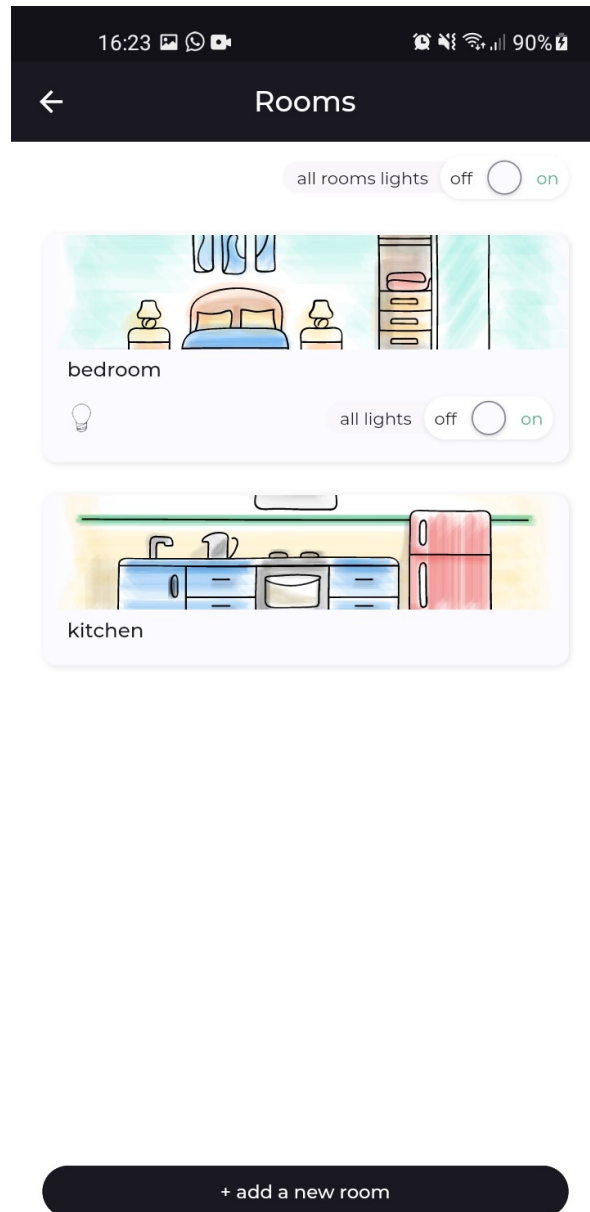 16:23 90%
Rooms
all rooms lights off on
bedroom
all lights off on
kitchen
+ add a new room